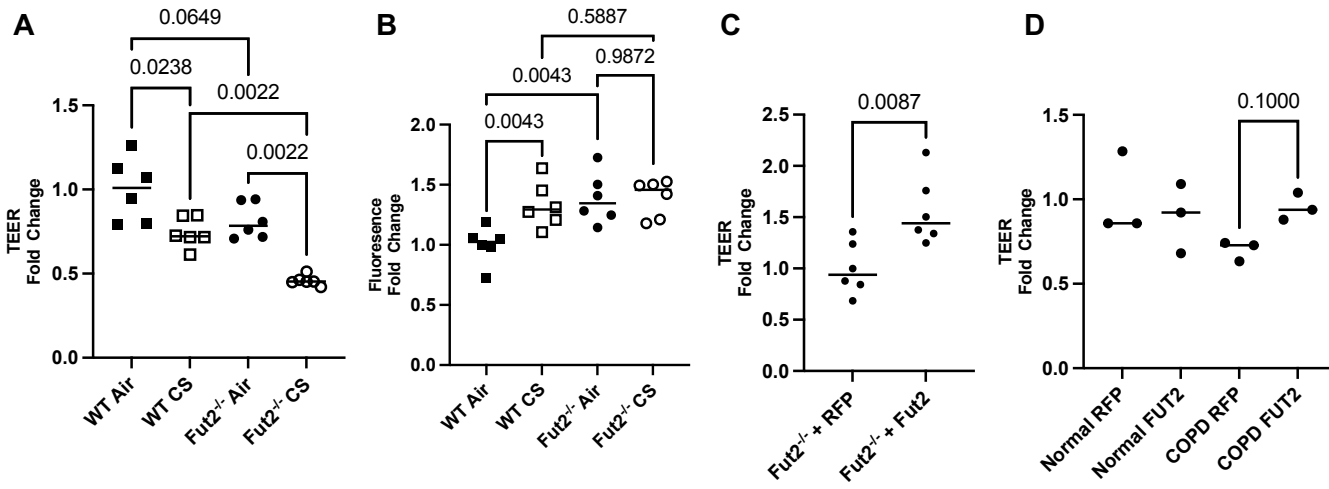 A
0.0649
0.0238
0.0022
0.0022
1.5
1.0
0.5
0.0
TEER
Fold Change
WT Air
WT CS
Fut2-/- Air
Fut2-/- CS
B
0.5887
0.9872
0.0043
0.0043
2.0
1.5
1.0
0.5
0.0
Fluoresence
Fold Change
WT Air
WT CS
Fut2-/- Air
Fut2-/- CS
C
0.0087
2.5
2.0
1.5
1.0
0.5
0.0
TEER
Fold Change
Fut2-/- + RFP
Fut2-/- + Fut2
D
0.1000
1.5
1.0
0.5
0.0
TEER
Fold Change
Normal RFP
Normal FUT2
COPD RFP
COPD FUT2